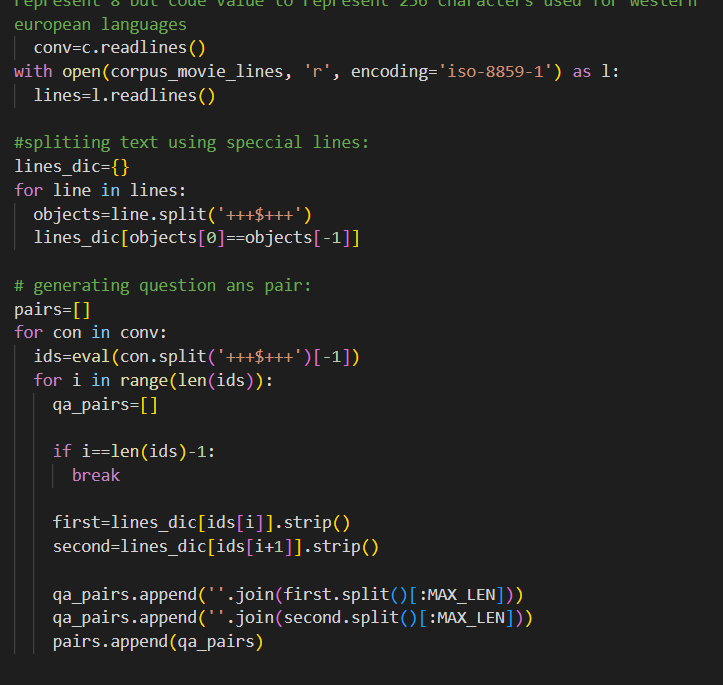 represent 8 but code value to represent 256 characters used for western
european languages
  conv=c.readlines()
with open(corpus_movie_lines, 'r', encoding='iso-8859-1') as l:
  lines=l.readlines()

#splitiing text using speccial lines:
lines_dic={}
for line in lines:
  objects=line.split('+++$+++')
  lines_dic[objects[0]==objects[-1]]

# generating question ans pair:
pairs=[]
for con in conv:
  ids=eval(con.split('+++$+++')[-1])
  for i in range(len(ids)):
    qa_pairs=[]

    if i==len(ids)-1:
      break

    first=lines_dic[ids[i]].strip()
    second=lines_dic[ids[i+1]].strip()

    qa_pairs.append(''.join(first.split()[:MAX_LEN]))
    qa_pairs.append(''.join(second.split()[:MAX_LEN]))
    pairs.append(qa_pairs)